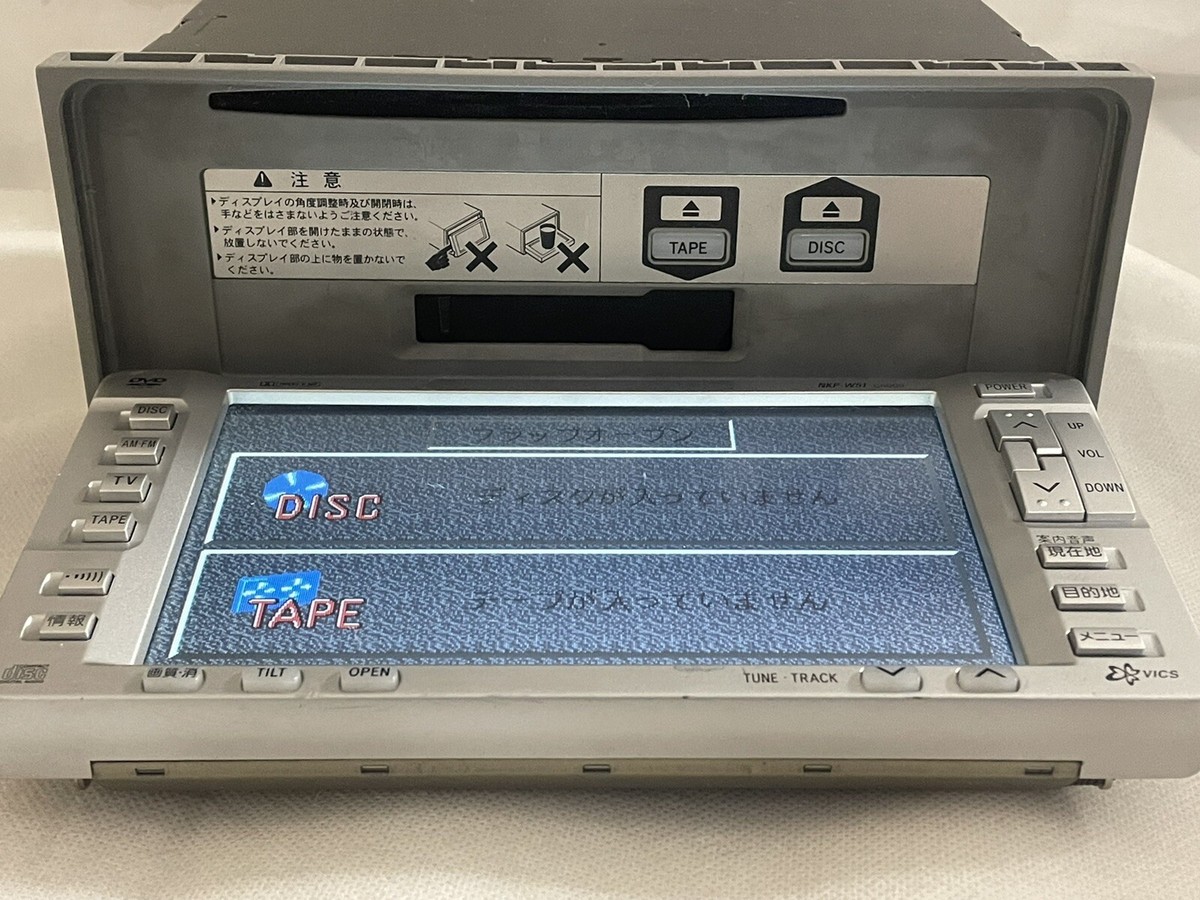 注意
ディスプレイの角度調整時及び開閉時は、
手などをはさまないようご注意ください。
ディスプレイ部を開けたままの状態で、
放置しないでください。
ディスプレイ部の上に物を置かないで
ください。
TAPE
DISC
DVD
DISC
AM·FM
TV
TAPE
情報
POWER
UP
VOL
DOWN
案内音声
現在地
目的地
メニュー
フラップオープン
DISC ディスクが入っていません
TAPE テープが入っていません
disc
画質·消
TILT
OPEN
TUNE · TRACK
VICS